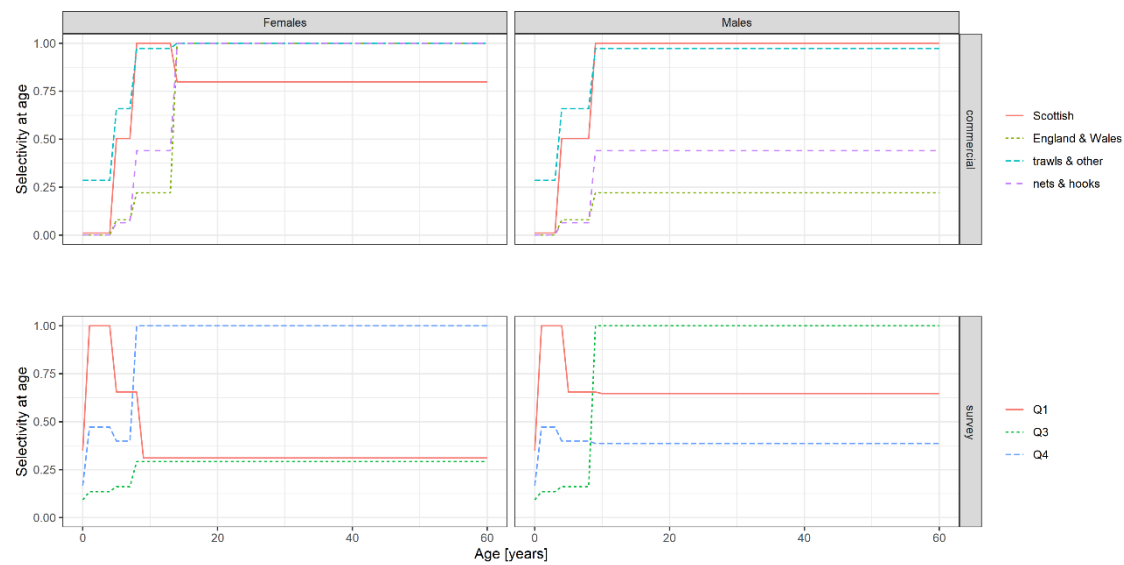 Females
Males
1.00
0.75
0.50
0.25
0.00
Selectivity at age
commercial
Scottish
England & Wales
trawls & other
nets & hooks
1.00
0.75
0.50
0.25
0.00
Selectivity at age
survey
Q1
Q3
Q4
0
20
40
60
0
20
40
60
Age [years]